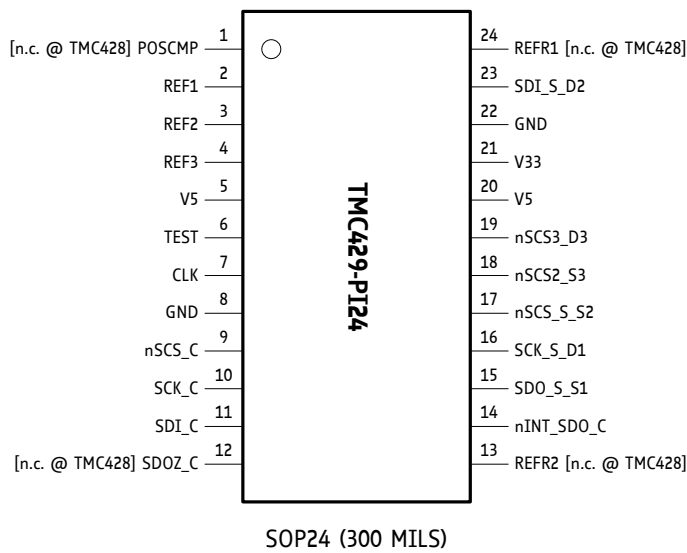 1 24
[n.c. @ TMC428] POSCMP REFR1 [n.c. @ TMC428]
2 23
REF1 SDI_S_D2
3 22
REF2 GND
4 21
REF3 V33
5 20
V5 V5
6 19
TEST nSCS3_D3
7 18
CLK nSCS2_S3
8 17
GND nSCS_S_S2
9 16
nSCS_C SCK_S_D1
10 15
SCK_C SDO_S_S1
11 14
SDI_C nINT_SDO_C
12 13
[n.c. @ TMC428] SDOZ_C REFR2 [n.c. @ TMC428]
TMC429-PI24
SOP24 (300 MILS)